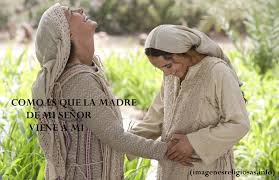 COMO ES QUE LA MADRE
DE MI SEÑOR
VIENE A MI
(imagenesreligiosas.info)